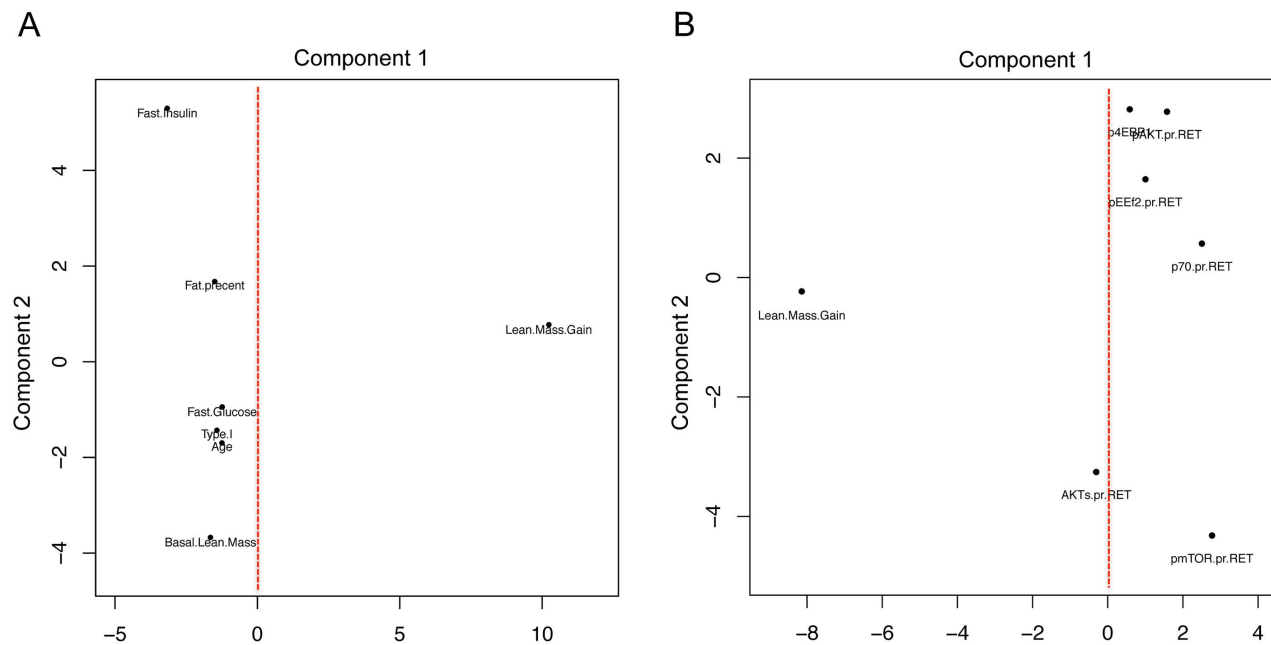 A
Component 1
Component 2
4
2
0
−2
−4
Fast.Insulin
Fat.precent
Lean.Mass.Gain
Fast.Glucose
Type.I
Age
Basal.Lean.Mass
−5
0
5
10
B
Component 1
Component 2
2
0
−2
−4
p4EBP1
pAKT.pr.RET
pEEf2.pr.RET
p70.pr.RET
Lean.Mass.Gain
AKTs.pr.RET
pmTOR.pr.RET
−8
−6
−4
−2
0
2
4